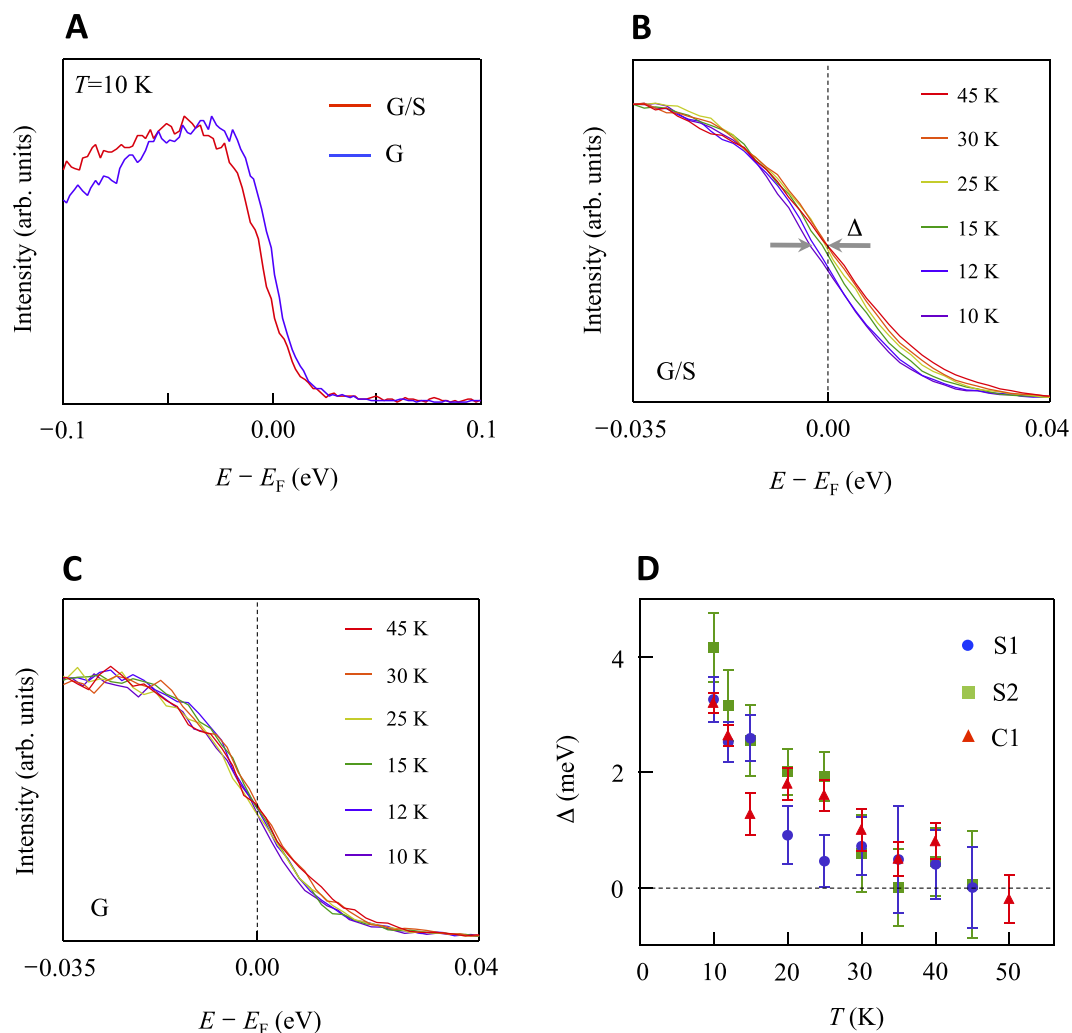 A
T=10 K
G/S
G
Intensity (arb. units)
−0.1
0.00
0.1
E − EF (eV)
B
45 K
30 K
25 K
15 K
12 K
10 K
Δ
G/S
Intensity (arb. units)
−0.035
0.00
0.04
E − EF (eV)
C
45 K
30 K
25 K
15 K
12 K
10 K
G
Intensity (arb. units)
−0.035
0.00
0.04
E − EF (eV)
D
S1
S2
C1
4
2
0
Δ (meV)
0
10
20
30
40
50
T (K)